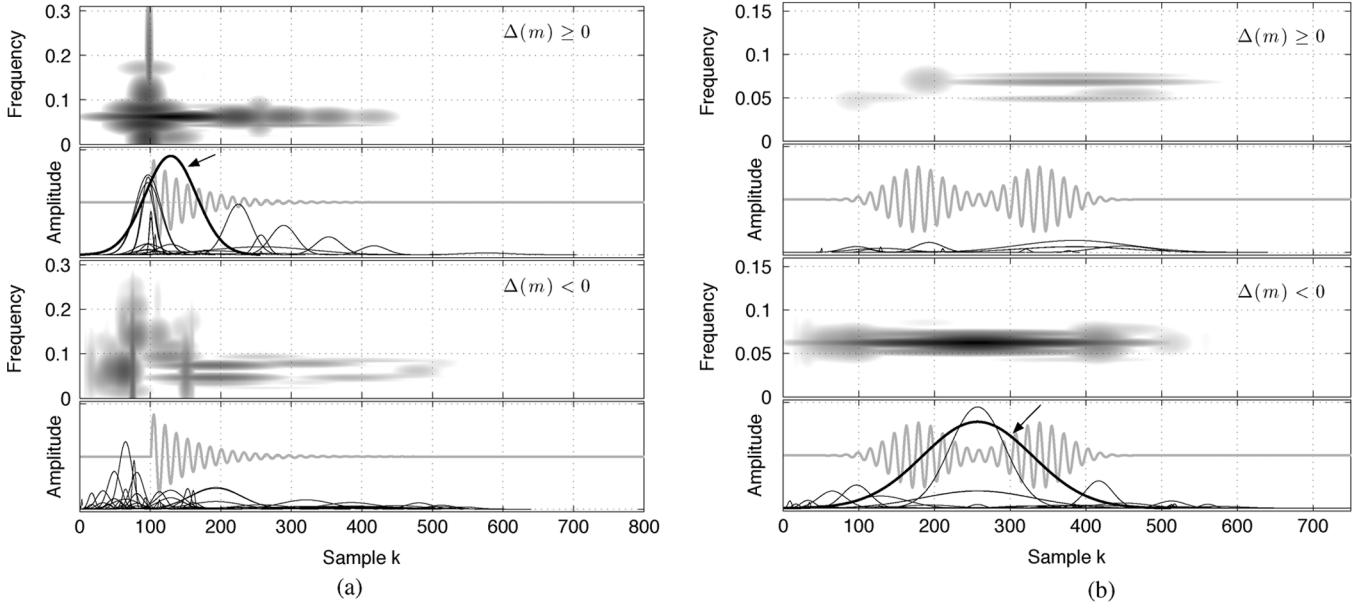 0.3
0.2
0.1
0
Frequency
Δ(m) ≥ 0
Amplitude
0.3
0.2
0.1
0
Frequency
Δ(m) < 0
Amplitude
0 100 200 300 400 500 600 700 800
Sample k
(a)
0.15
0.1
0.05
0
Frequency
Δ(m) ≥ 0
Amplitude
0.15
0.1
0.05
0
Frequency
Δ(m) < 0
Amplitude
0 100 200 300 400 500 600 700
Sample k
(b)